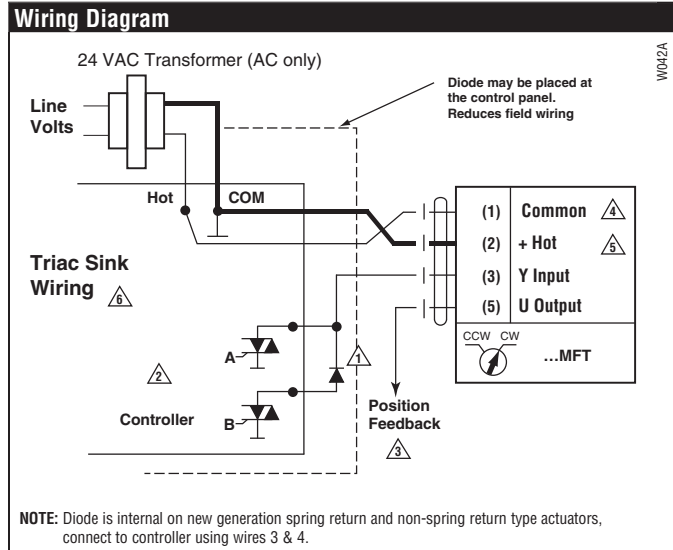 Wiring Diagram
W042A
24 VAC Transformer (AC only)
Diode may be placed at
the control panel.
Reduces field wiring
Line
Volts
Hot
COM
(1) Common 4
(2) + Hot 5
(3) Y Input
(5) U Output
Triac Sink
Wiring 6
CCW CW
...MFT
A
1
2
B
Controller
Position
Feedback
3
NOTE: Diode is internal on new generation spring return and non-spring return type actuators,
connect to controller using wires 3 & 4.